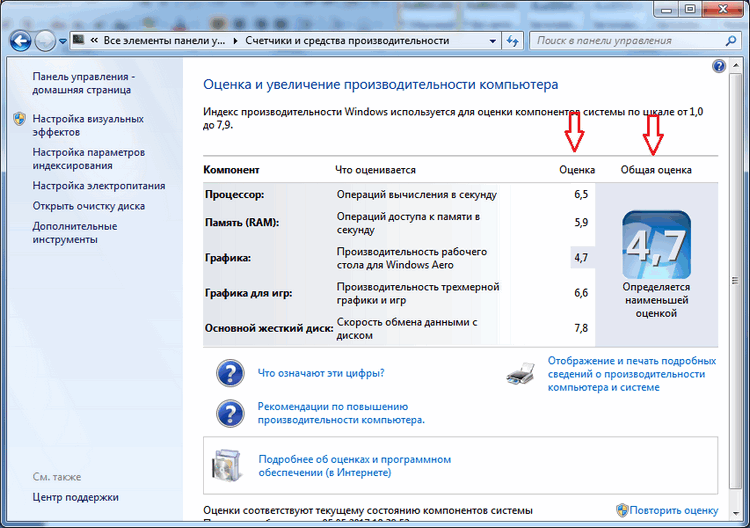 « Все элементы панели у... ▸ Счетчики и средства производительности
Поиск в панели управления
Панель управления -
домашняя страница
Настройка визуальных
эффектов
Настройка параметров
индексирования
Настройка электропитания
Открыть очистку диска
Дополнительные
инструменты
См. также
Центр поддержки
Оценка и увеличение производительности компьютера
Индекс производительности Windows используется для оценки компонентов системы по шкале от 1,0
до 7,9.
Компонент Что оценивается Оценка Общая оценка
Процессор: Операций вычисления в секунду 6,5
Память (RAM): Операций доступа к памяти в
секунду 5,9
Графика: Производительность рабочего
стола для Windows Aero 4,7
Графика для игр: Производительность трехмерной
графики и игр 6,6
Основной жесткий диск: Скорость обмена данными с
диском 7,8
4,7
Определяется
наименьшей
оценкой
Что означают эти цифры?
Рекомендации по повышению
производительности компьютера.
Отображение и печать подробных
сведений о производительности
компьютера и системе
Подробнее об оценках и программном
обеспечении (в Интернете)
Оценки соответствуют текущему состоянию компонентов системы
Повторить оценку